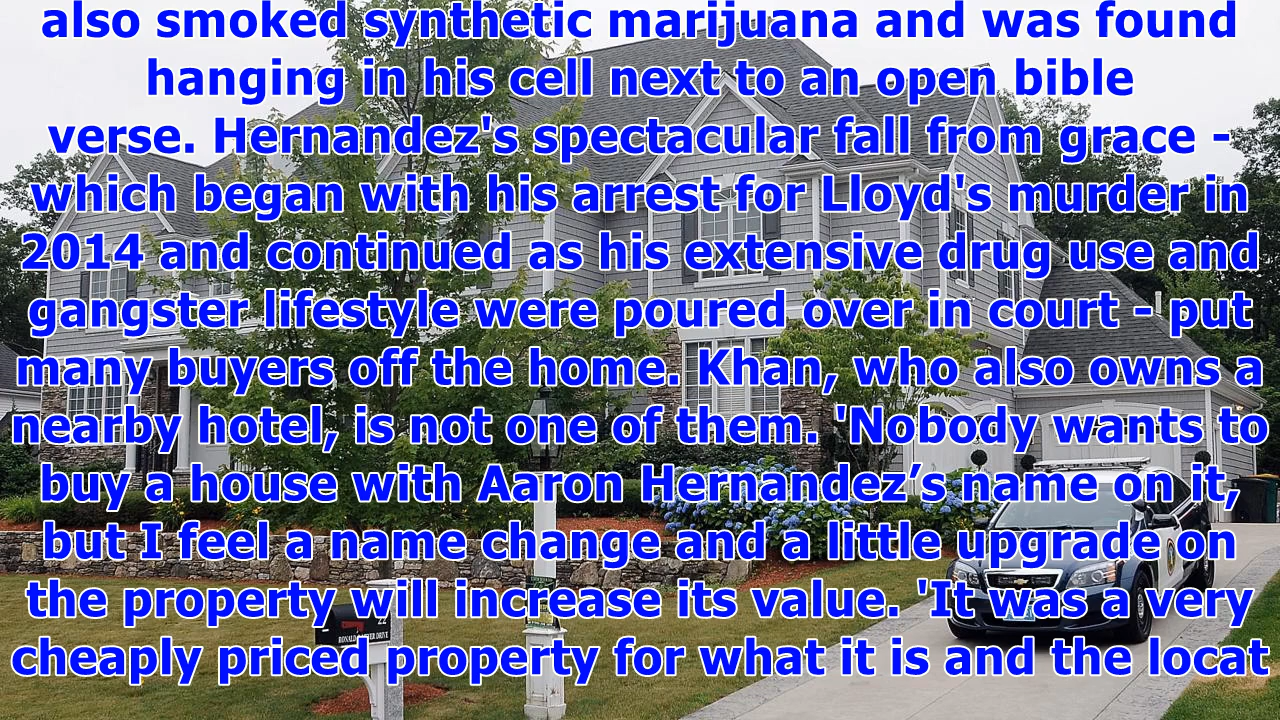 also smoked synthetic marijuana and was found
hanging in his cell next to an open bible
verse. Hernandez's spectacular fall from grace -
which began with his arrest for Lloyd's murder in
2014 and continued as his extensive drug use and
gangster lifestyle were poured over in court - put
many buyers off the home. Khan, who also owns a
nearby hotel, is not one of them. 'Nobody wants to
buy a house with Aaron Hernandez’s name on it,
but I feel a name change and a little upgrade on
the property will increase its value. 'It was a very
cheaply priced property for what it is and the locat
22
DRIVE